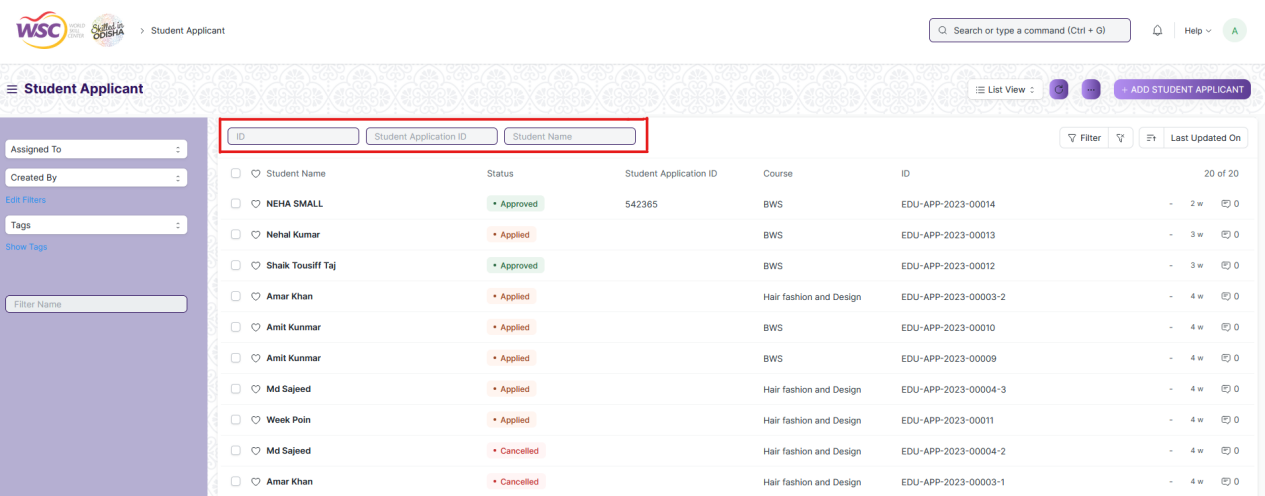 WSC WORLD SKILL CENTER Skilled in ODISHA > Student Applicant Search or type a command (Ctrl + G) Help A
Student Applicant List View ... + ADD STUDENT APPLICANT
ID Student Application ID Student Name Filter Last Updated On
Assigned To
Created By
Edit Filters
Tags
Show Tags
Filter Name
Student Name Status Student Application ID Course ID 20 of 20
NEHA SMALL • Approved 542365 BWS EDU-APP-2023-00014 - 2 w 0
Nehal Kumar • Applied BWS EDU-APP-2023-00013 - 3 w 0
Shaik Tousiff Taj • Approved BWS EDU-APP-2023-00012 - 3 w 0
Amar Khan • Applied Hair fashion and Design EDU-APP-2023-00003-2 - 4 w 0
Amit Kunmar • Applied BWS EDU-APP-2023-00010 - 4 w 0
Amit Kunmar • Applied BWS EDU-APP-2023-00009 - 4 w 0
Md Sajeed • Applied Hair fashion and Design EDU-APP-2023-00004-3 - 4 w 0
Week Poin • Applied Hair fashion and Design EDU-APP-2023-00011 - 4 w 0
Md Sajeed • Cancelled Hair fashion and Design EDU-APP-2023-00004-2 - 4 w 0
Amar Khan • Cancelled Hair fashion and Design EDU-APP-2023-00003-1 - 4 w 0